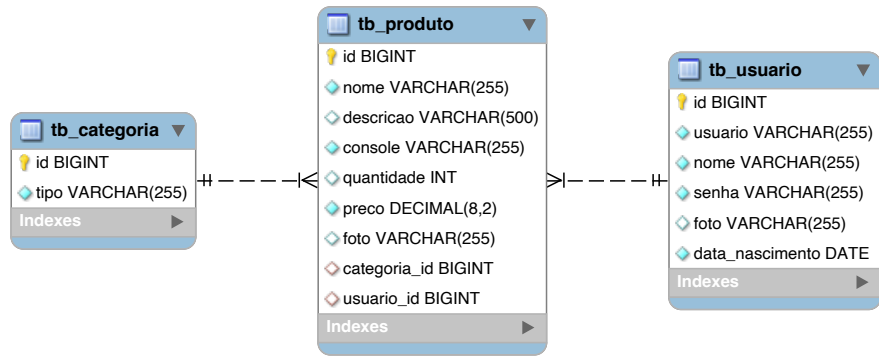 tb_categoria
id BIGINT
tipo VARCHAR(255)
Indexes
tb_produto
id BIGINT
nome VARCHAR(255)
descricao VARCHAR(500)
console VARCHAR(255)
quantidade INT
preco DECIMAL(8,2)
foto VARCHAR(255)
categoria_id BIGINT
usuario_id BIGINT
Indexes
tb_usuario
id BIGINT
usuario VARCHAR(255)
nome VARCHAR(255)
senha VARCHAR(255)
foto VARCHAR(255)
data_nascimento DATE
Indexes